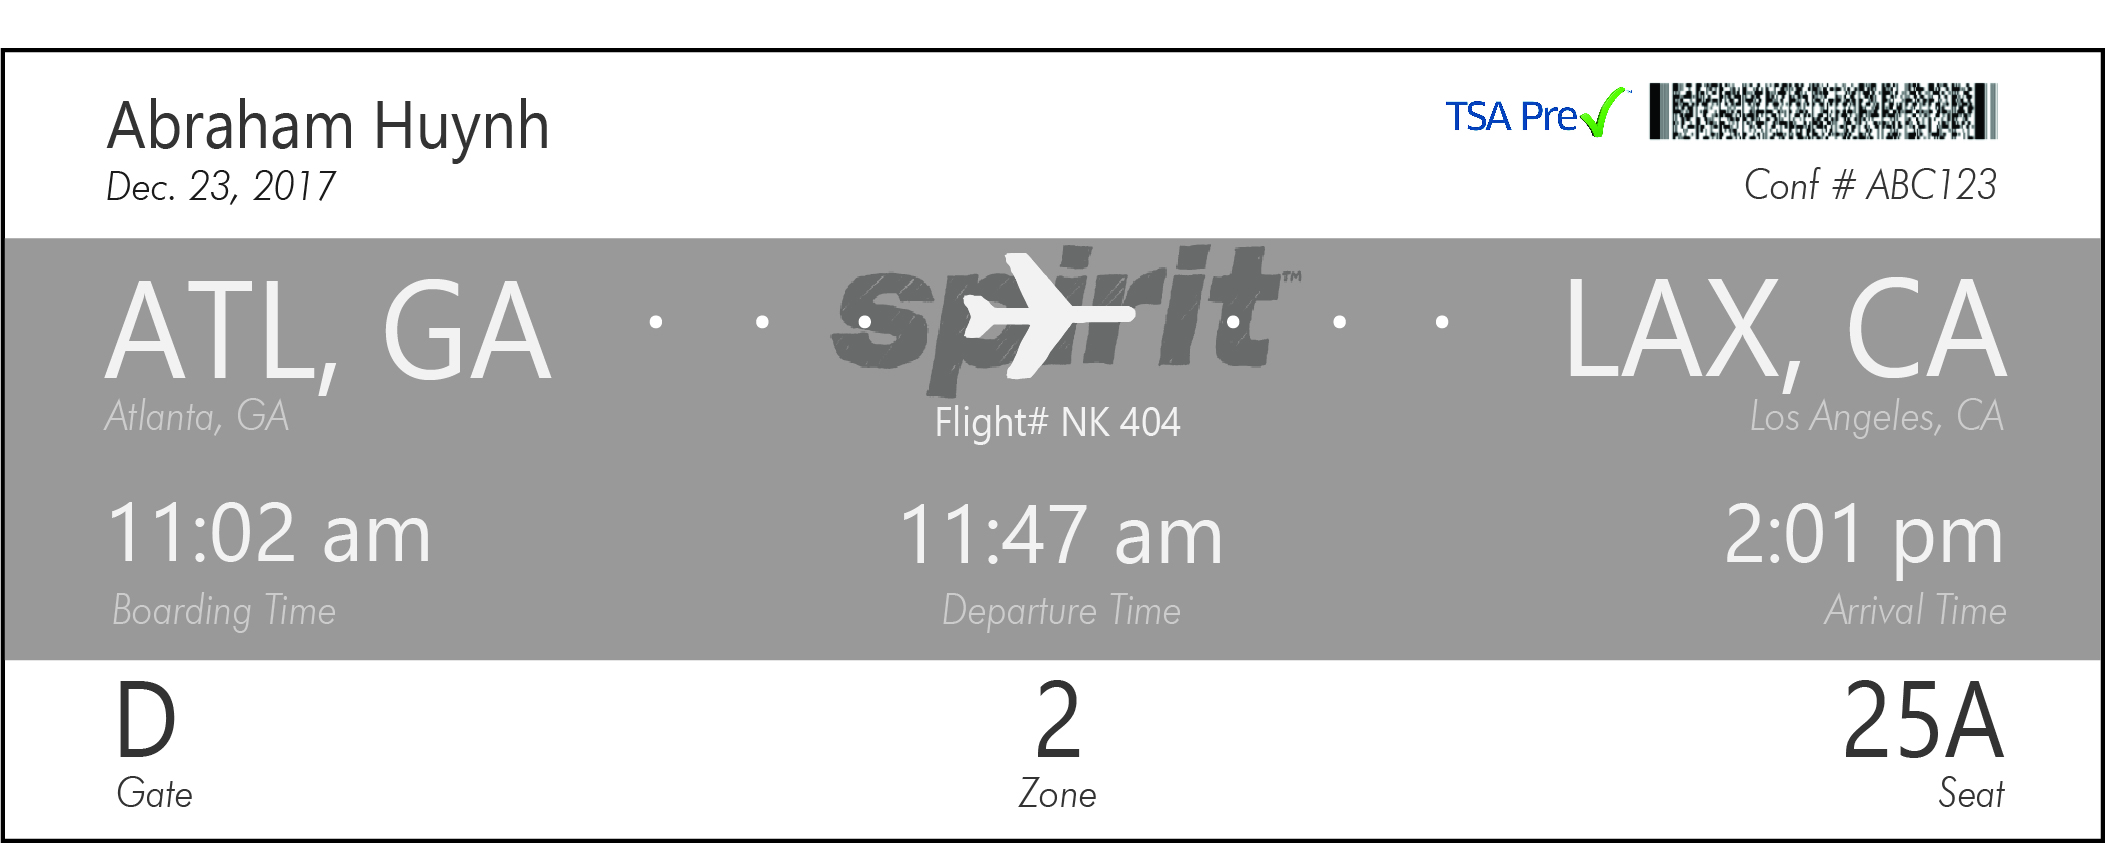 Abraham Huynh
Dec. 23, 2017
TSA Pre
Conf # ABC123
ATL, GA
Atlanta, GA
spirit™
Flight# NK 404
LAX, CA
Los Angeles, CA
11:02 am
Boarding Time
11:47 am
Departure Time
2:01 pm
Arrival Time
D
Gate
2
Zone
25A
Seat